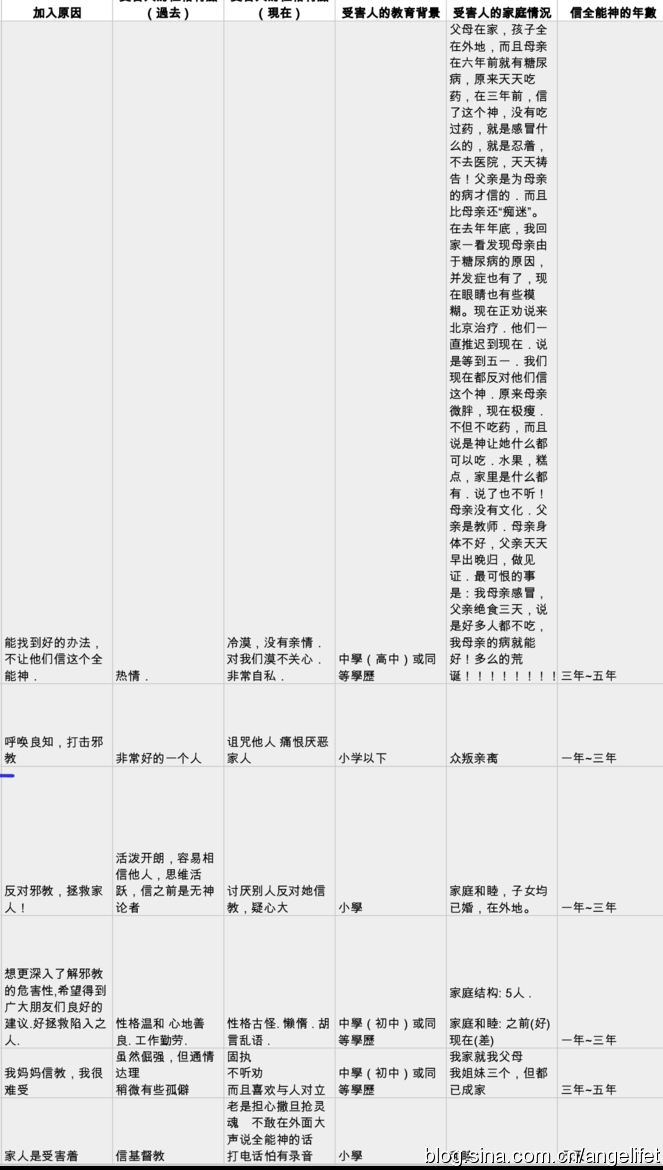 加入原因
（過去）
（現在）
受害人的教育背景
受害人的家庭情況
信全能神的年數
能找到好的办法，
不让他们信这个全
能神．
热情．
冷漠，没有亲情．
对我们漠不关心．
非常自私．
中學（高中）或同
等學歷
父母在家，孩子全
在外地，而且母亲
在六年前就有糖尿
病，原来天天吃
药，在三年前，信
了这个神，没有吃
过药，就是感冒什
么的，就是忍着，
不去医院，天天祷
告！父亲是为母亲
的病才信的．而且
比母亲还“痴迷”。
在去年年底，我回
家一看发现母亲由
于糖尿病的原因，
并发症也有了，现
在眼睛也有些模
糊。现在正劝说来
北京治疗．他们一
直推迟到现在．说
是等到五一．我们
现在都反对他们信
这个神．原来母亲
微胖，现在极瘦．
不但不吃药，而且
说是神让她什么都
可以吃．水果，糕
点，家里是什么都
有．说了也不听！
母亲没有文化．父
亲是教师．母亲身
体不好，父亲天天
早出晚归，做见
证．最可恨的事
是：我母亲感冒，
父亲绝食三天，说
是好多人都不吃，
我母亲的病就能
好！多么的荒
诞！！！！！！！！
三年~五年
呼唤良知，打击邪
教
非常好的一个人
诅咒他人 痛恨厌恶
家人
小学以下
众叛亲离
一年~三年
反对邪教，拯救家
人！
活泼开朗，容易相
信他人，思维活
跃，信之前是无神
论者
讨厌别人反对她信
教，疑心大
小學
家庭和睦，子女均
已婚，在外地。
一年~三年
想更深入了解邪教
的危害性,希望得到
广大朋友们良好的
建议.好拯救陷入之
人.
性格温和 心地善
良. 工作勤劳.
性格古怪. 懒惰. 胡
言乱语．
中學（初中）或同
等學歷
家庭结构: 5人．
家庭和睦: 之前(好)
现在(差)
一年~三年
我妈妈信教，我很
难受
虽然倔强，但通情
达理
稍微有些孤僻
固执
不听劝
而且喜欢与人对立
中學（初中）或同
等學歷
我家就我父母
我姐妹三个，但都
已成家
三年~五年
家人是受害着
信基督教
老是担心撒旦抢灵
魂　不敢在外面大
声说全能神的话
打电话怕有录音
小學
blog.sina.com.cn/angelifet